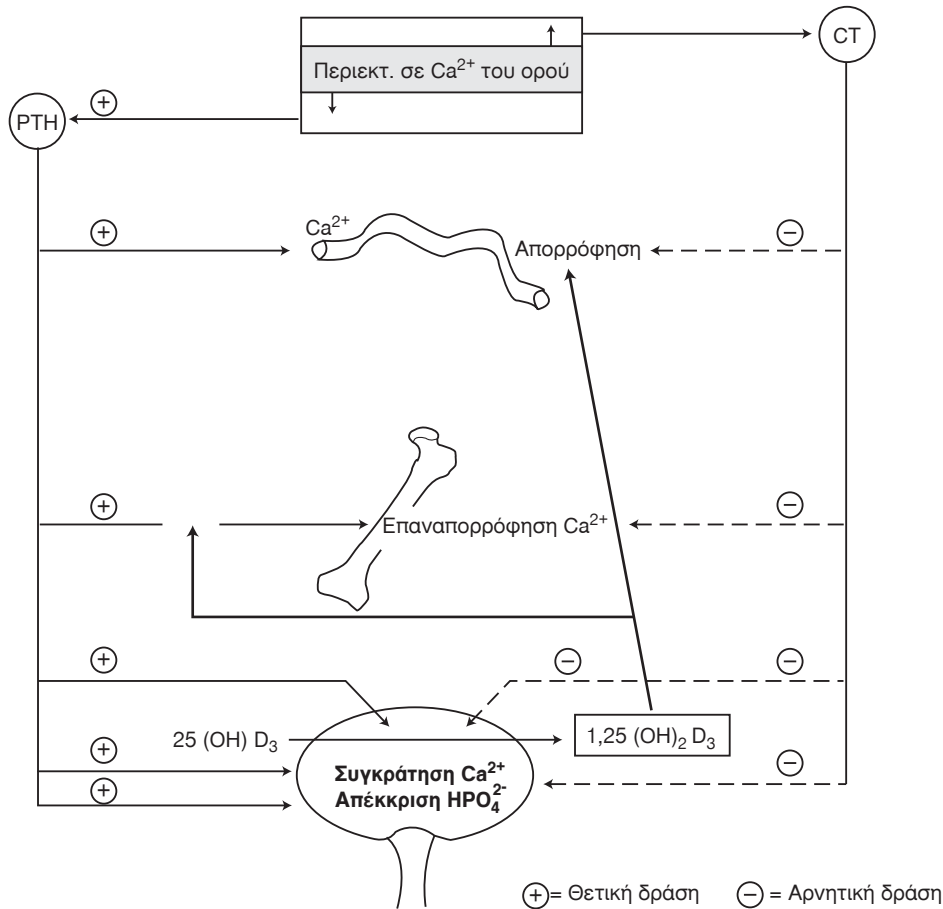 CT
Περιεκτ. σε Ca²⁺ του ορού
+
PTH
+
Ca²⁺
Απορρόφηση
−
+
Επαναπορρόφηση Ca²⁺
−
+
−
−
25 (OH) D₃
1,25 (OH)₂ D₃
+
Συγκράτηση Ca²⁺
−
+
Απέκκριση HPO₄²⁻
+ = Θετική δράση − = Αρνητική δράση